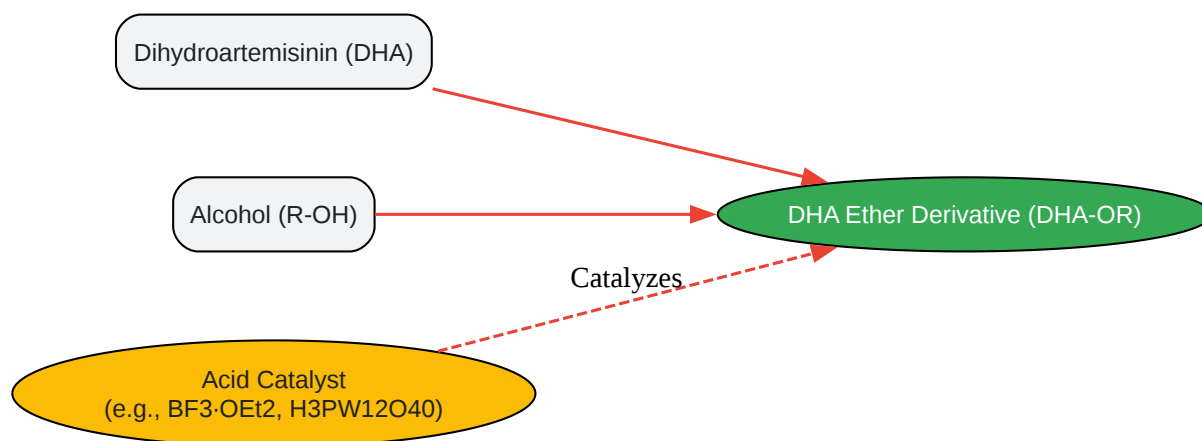 Dihydroartemisinin (DHA)
Alcohol (R-OH)
DHA Ether Derivative (DHA-OR)
Catalyzes
Acid Catalyst
(e.g., BF3·OEt2, H3PW12O40)